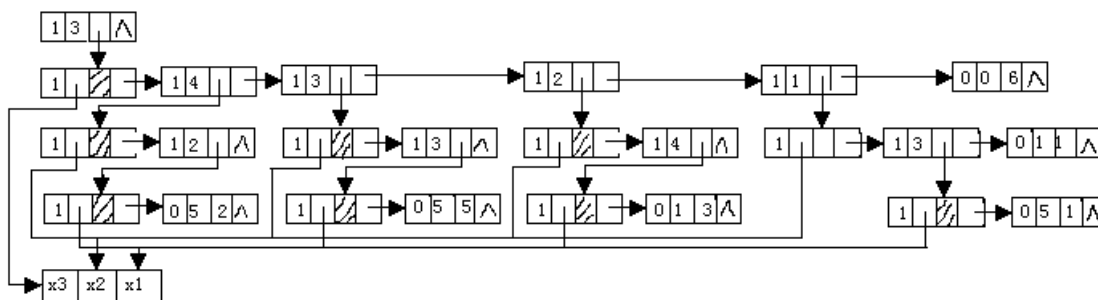 1 3 ∧
1 1 4 1 3 1 2 1 1 0 0 6 ∧
1 1 2 ∧ 1 1 3 ∧ 1 1 4 ∧ 1 1 3 0 1 1 ∧
1 0 5 2 ∧ 1 0 5 5 ∧ 1 0 1 3 ∧ 1 0 5 1 ∧
x3 x2 x1